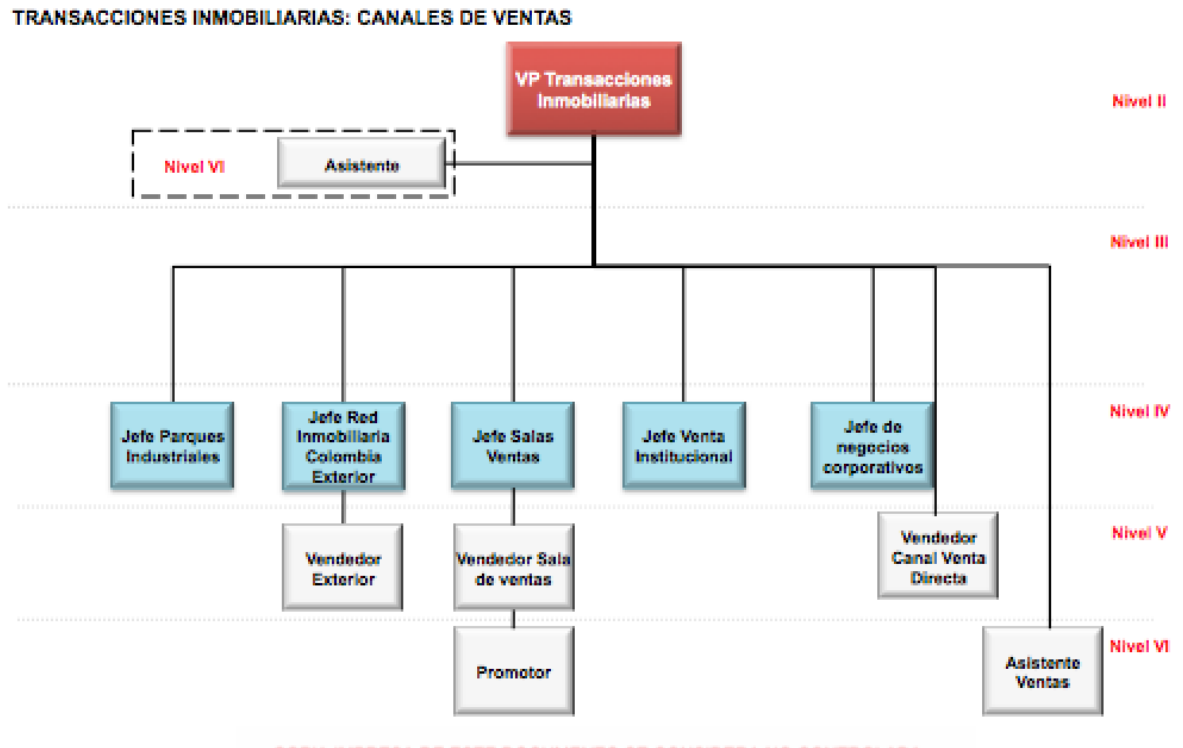 TRANSACCIONES INMOBILIARIAS: CANALES DE VENTAS
VP Transacciones
Inmobiliarias
Nivel II
Nivel VI
Asistente
Nivel III
Jefe Parques
Industriales
Jefe Red
Inmobiliaria
Colombia
Exterior
Jefe Salas
Ventas
Jefe Venta
Institucional
Jefe de
negocios
corporativos
Nivel IV
Vendedor
Exterior
Vendedor Sala
de ventas
Vendedor
Canal Venta
Directa
Nivel V
Promotor
Asistente
Ventas
Nivel VI